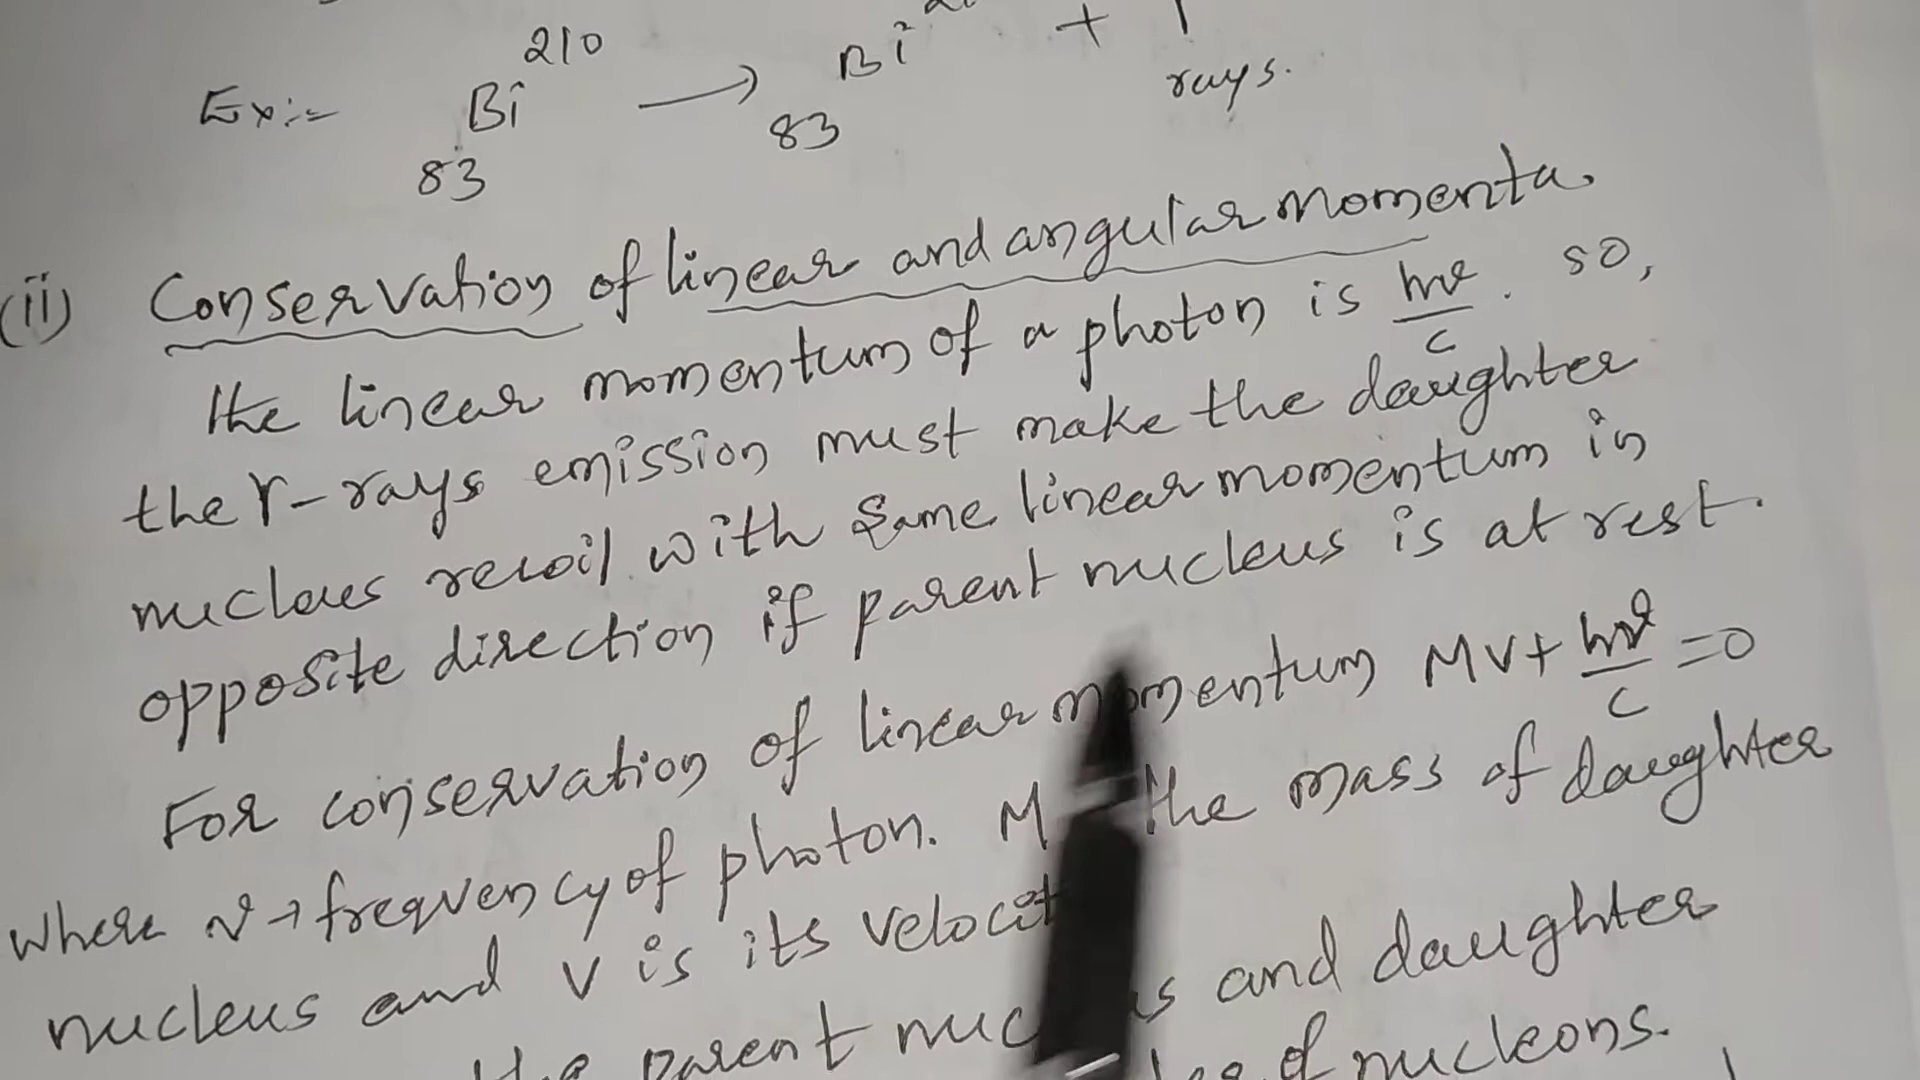 Ex:- 83 Bi 210 → 83 Bi + rays.
(ii) Conservation of linear and angular momenta.
the linear momentum of a photon is hν/c. so,
the γ-rays emission must make the daughter
nucleus recoil with same linear momentum in
opposite direction if parent nucleus is at rest.
For conservation of linear momentum MV + hν/c = 0
where ν → frequency of photon. M the mass of daughter
nucleus and V is its
parent and daughter
of nucleons.